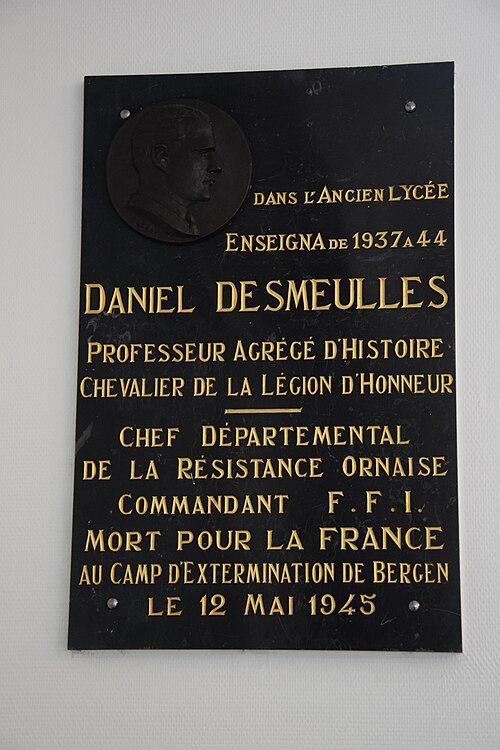 DANS L'ANCIEN LYCÉE
ENSEIGNA DE 1937 A 44
DANIEL DESMEULLES
PROFESSEUR AGRÉGÉ D'HISTOIRE
CHEVALIER DE LA LÉGION D'HONNEUR
CHEF DÉPARTEMENTAL
DE LA RÉSISTANCE ORNAISE
COMMANDANT F.F.I.
MORT POUR LA FRANCE
AU CAMP D'EXTERMINATION DE BERGEN
LE 12 MAI 1945